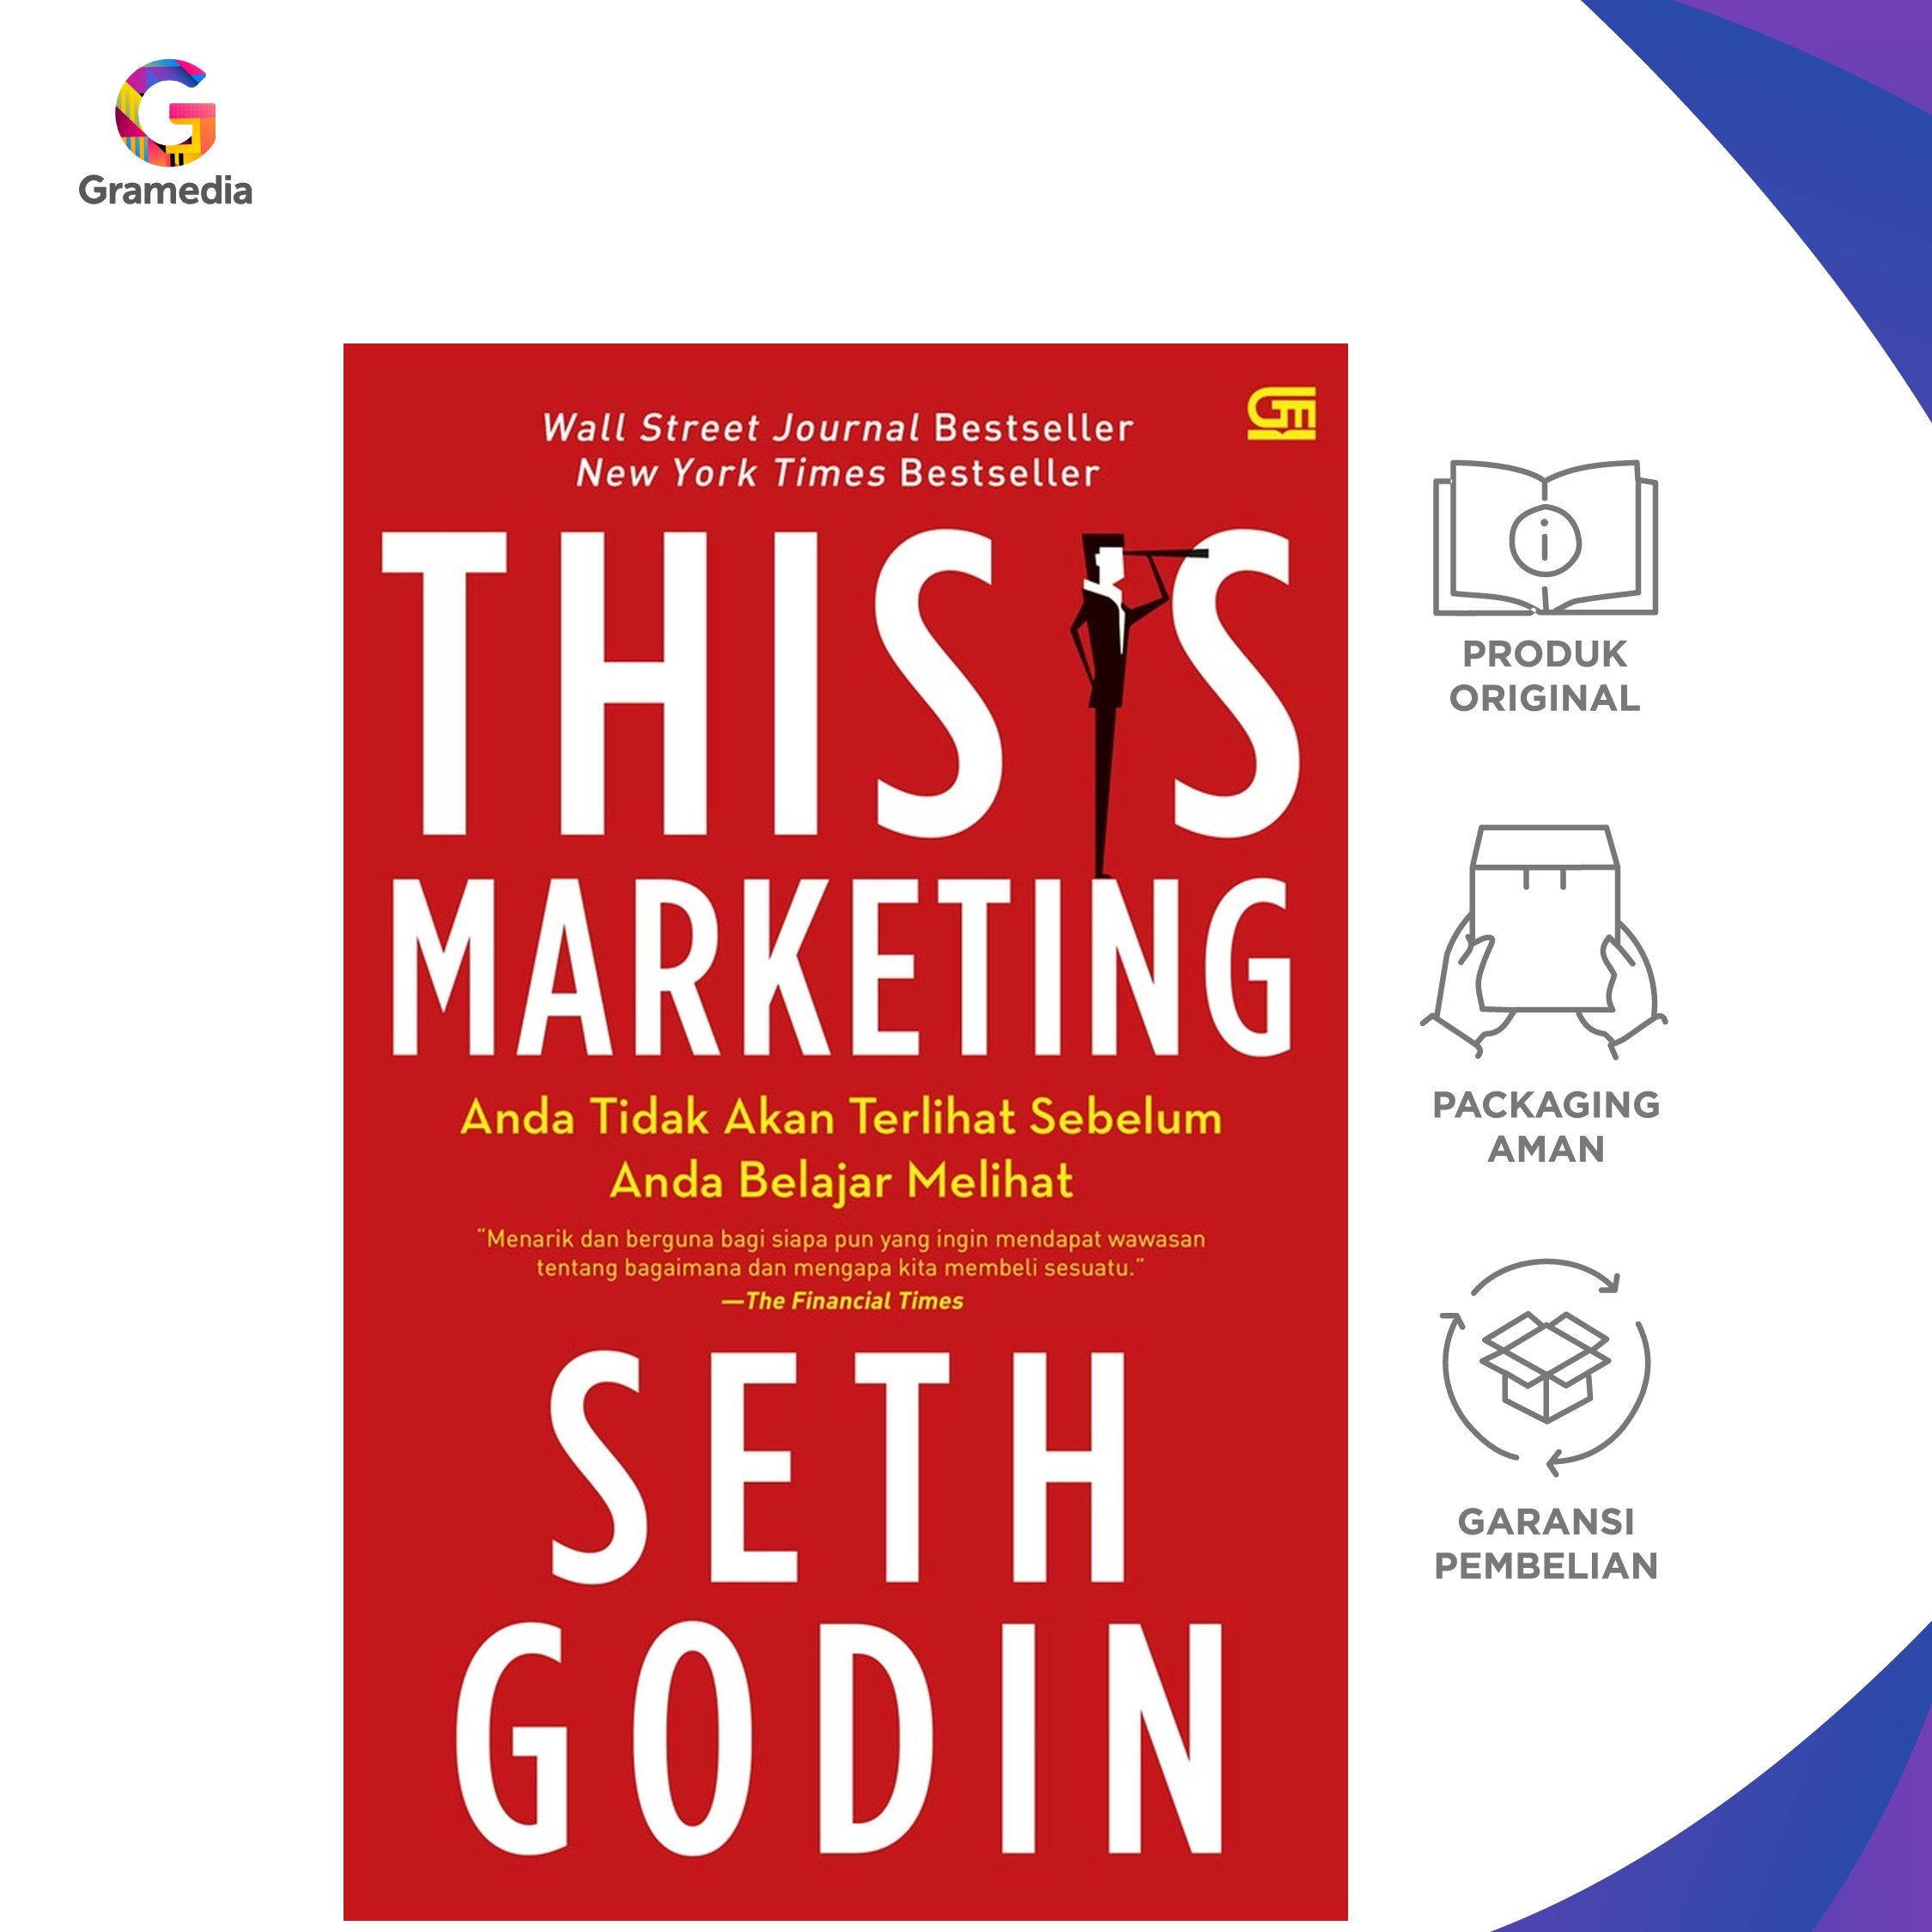 Gramedia
Wall Street Journal Bestseller
New York Times Bestseller
THIS IS
MARKETING
Anda Tidak Akan Terlihat Sebelum
Anda Belajar Melihat
"Menarik dan berguna bagi siapa pun yang ingin mendapat wawasan
tentang bagaimana dan mengapa kita membeli sesuatu."
—The Financial Times
SETH
GODIN
PRODUK
ORIGINAL
PACKAGING
AMAN
GARANSI
PEMBELIAN